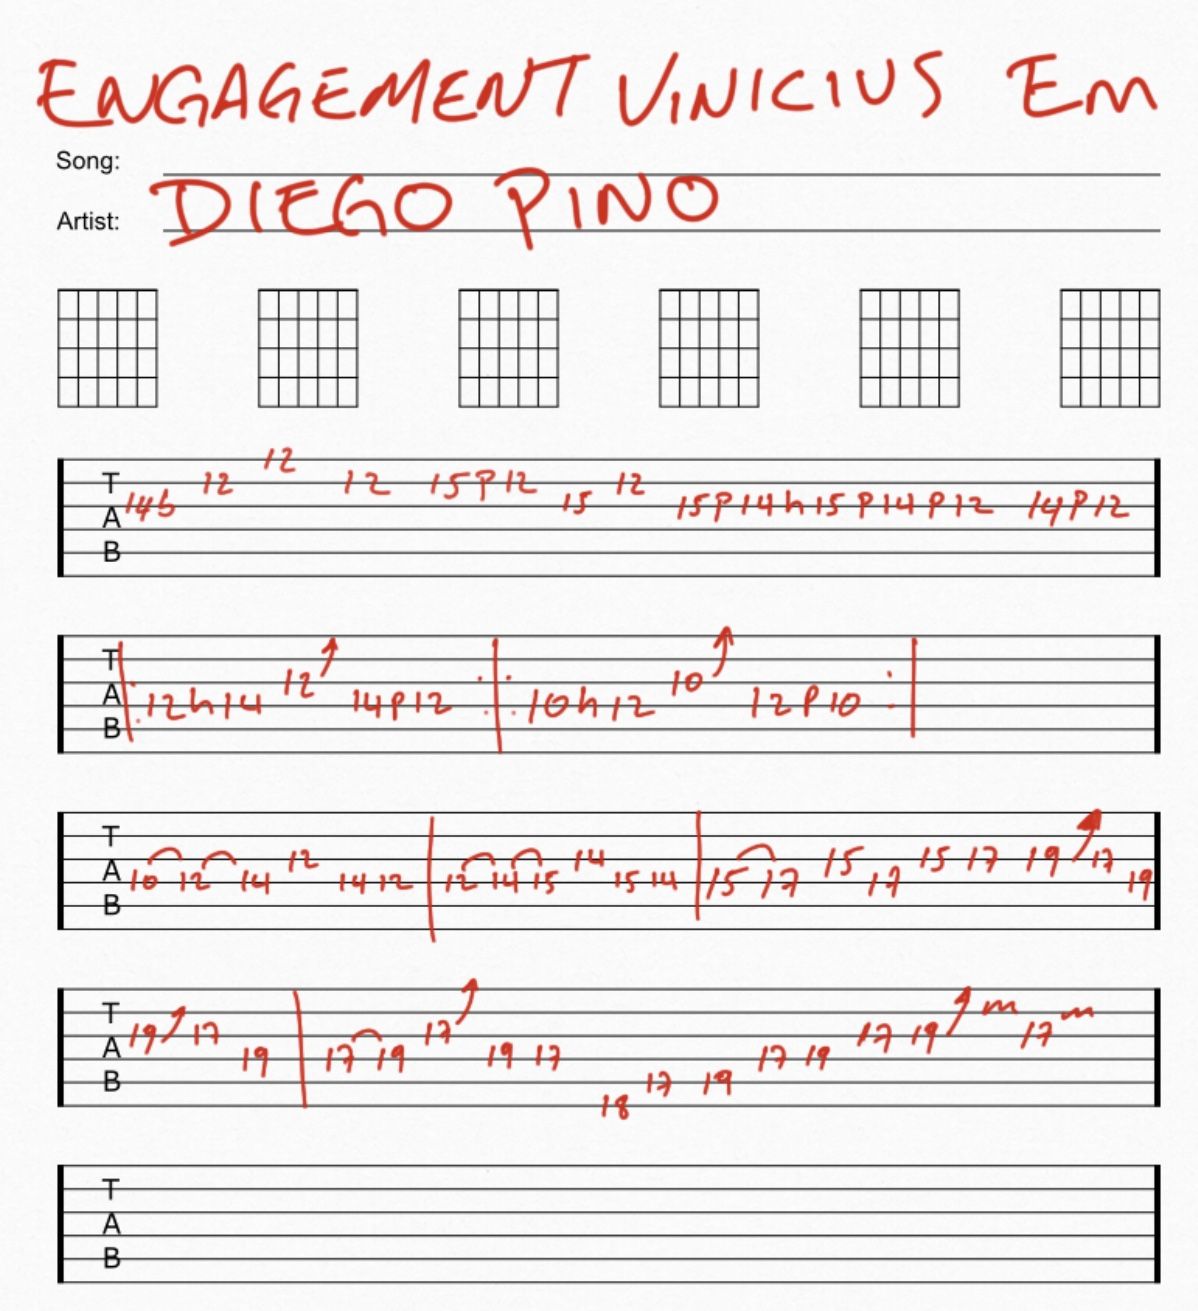 ENGAGEMENT VINICIUS Em
Song:
Artist: DIEGO PINO
T A B 14b 12 12 12 15p12 15 12 15p14h15p14p12 14p12
T A B 12h14 12 14p12 10h12 10 12p10
T A B 10 12 14 12 14 12 12 14 15 14 15 14 15 17 15 17 15 17 19 17 19
T A B 19 17 19 17 19 17 19 17 18 17 19 17 19 17 19 m 17 m
T A B